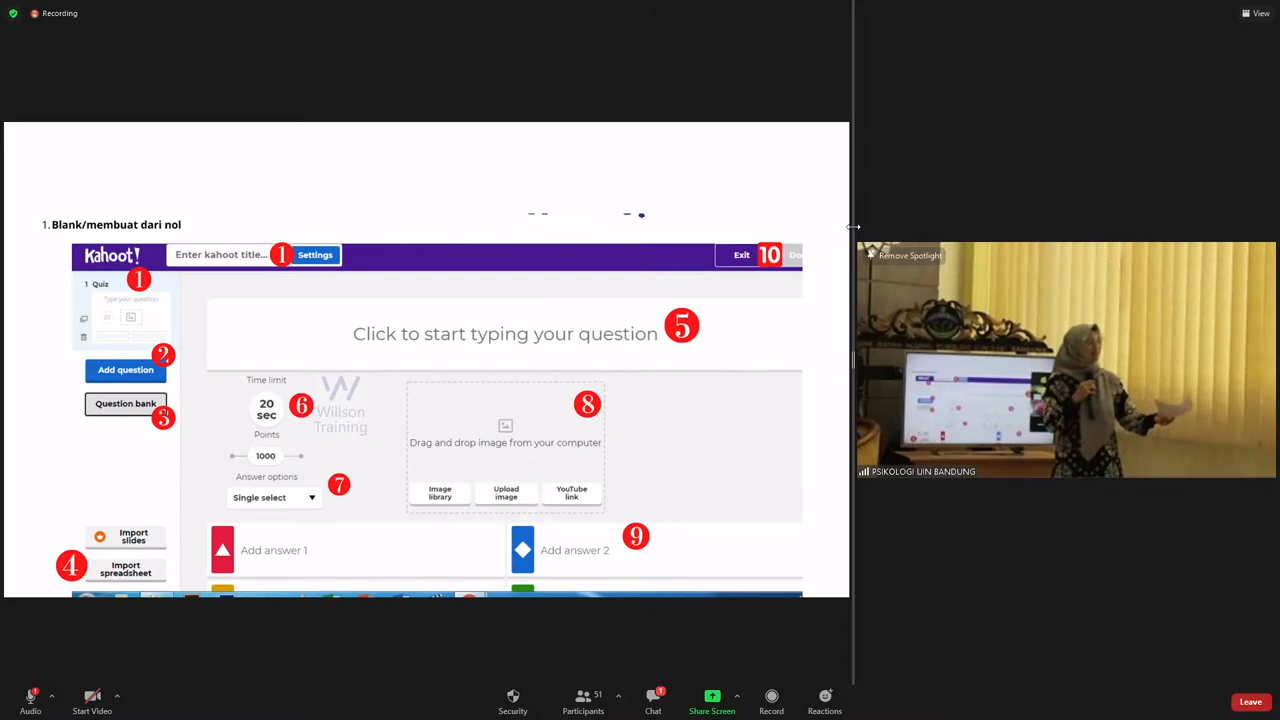 Recording
View
1. Blank/membuat dari nol
Kahoot!
Enter kahoot title...
1
Settings
Exit
10
1
1 Quiz
Type your question
Click to start typing your question
5
2
Add question
Question bank
3
Time limit
20
sec
6
Points
1000
Answer options
Single select
7
Willson
Training
8
Drag and drop image from your computer
Image
library
Upload
image
YouTube
link
Import
slides
4
Import
spreadsheet
Add answer 1
Add answer 2
9
Remove Spotlight
PSIKOLOGI UIN BANDUNG
Audio
Start Video
Security
Participants
51
Chat
1
Share Screen
Record
Reactions
Leave